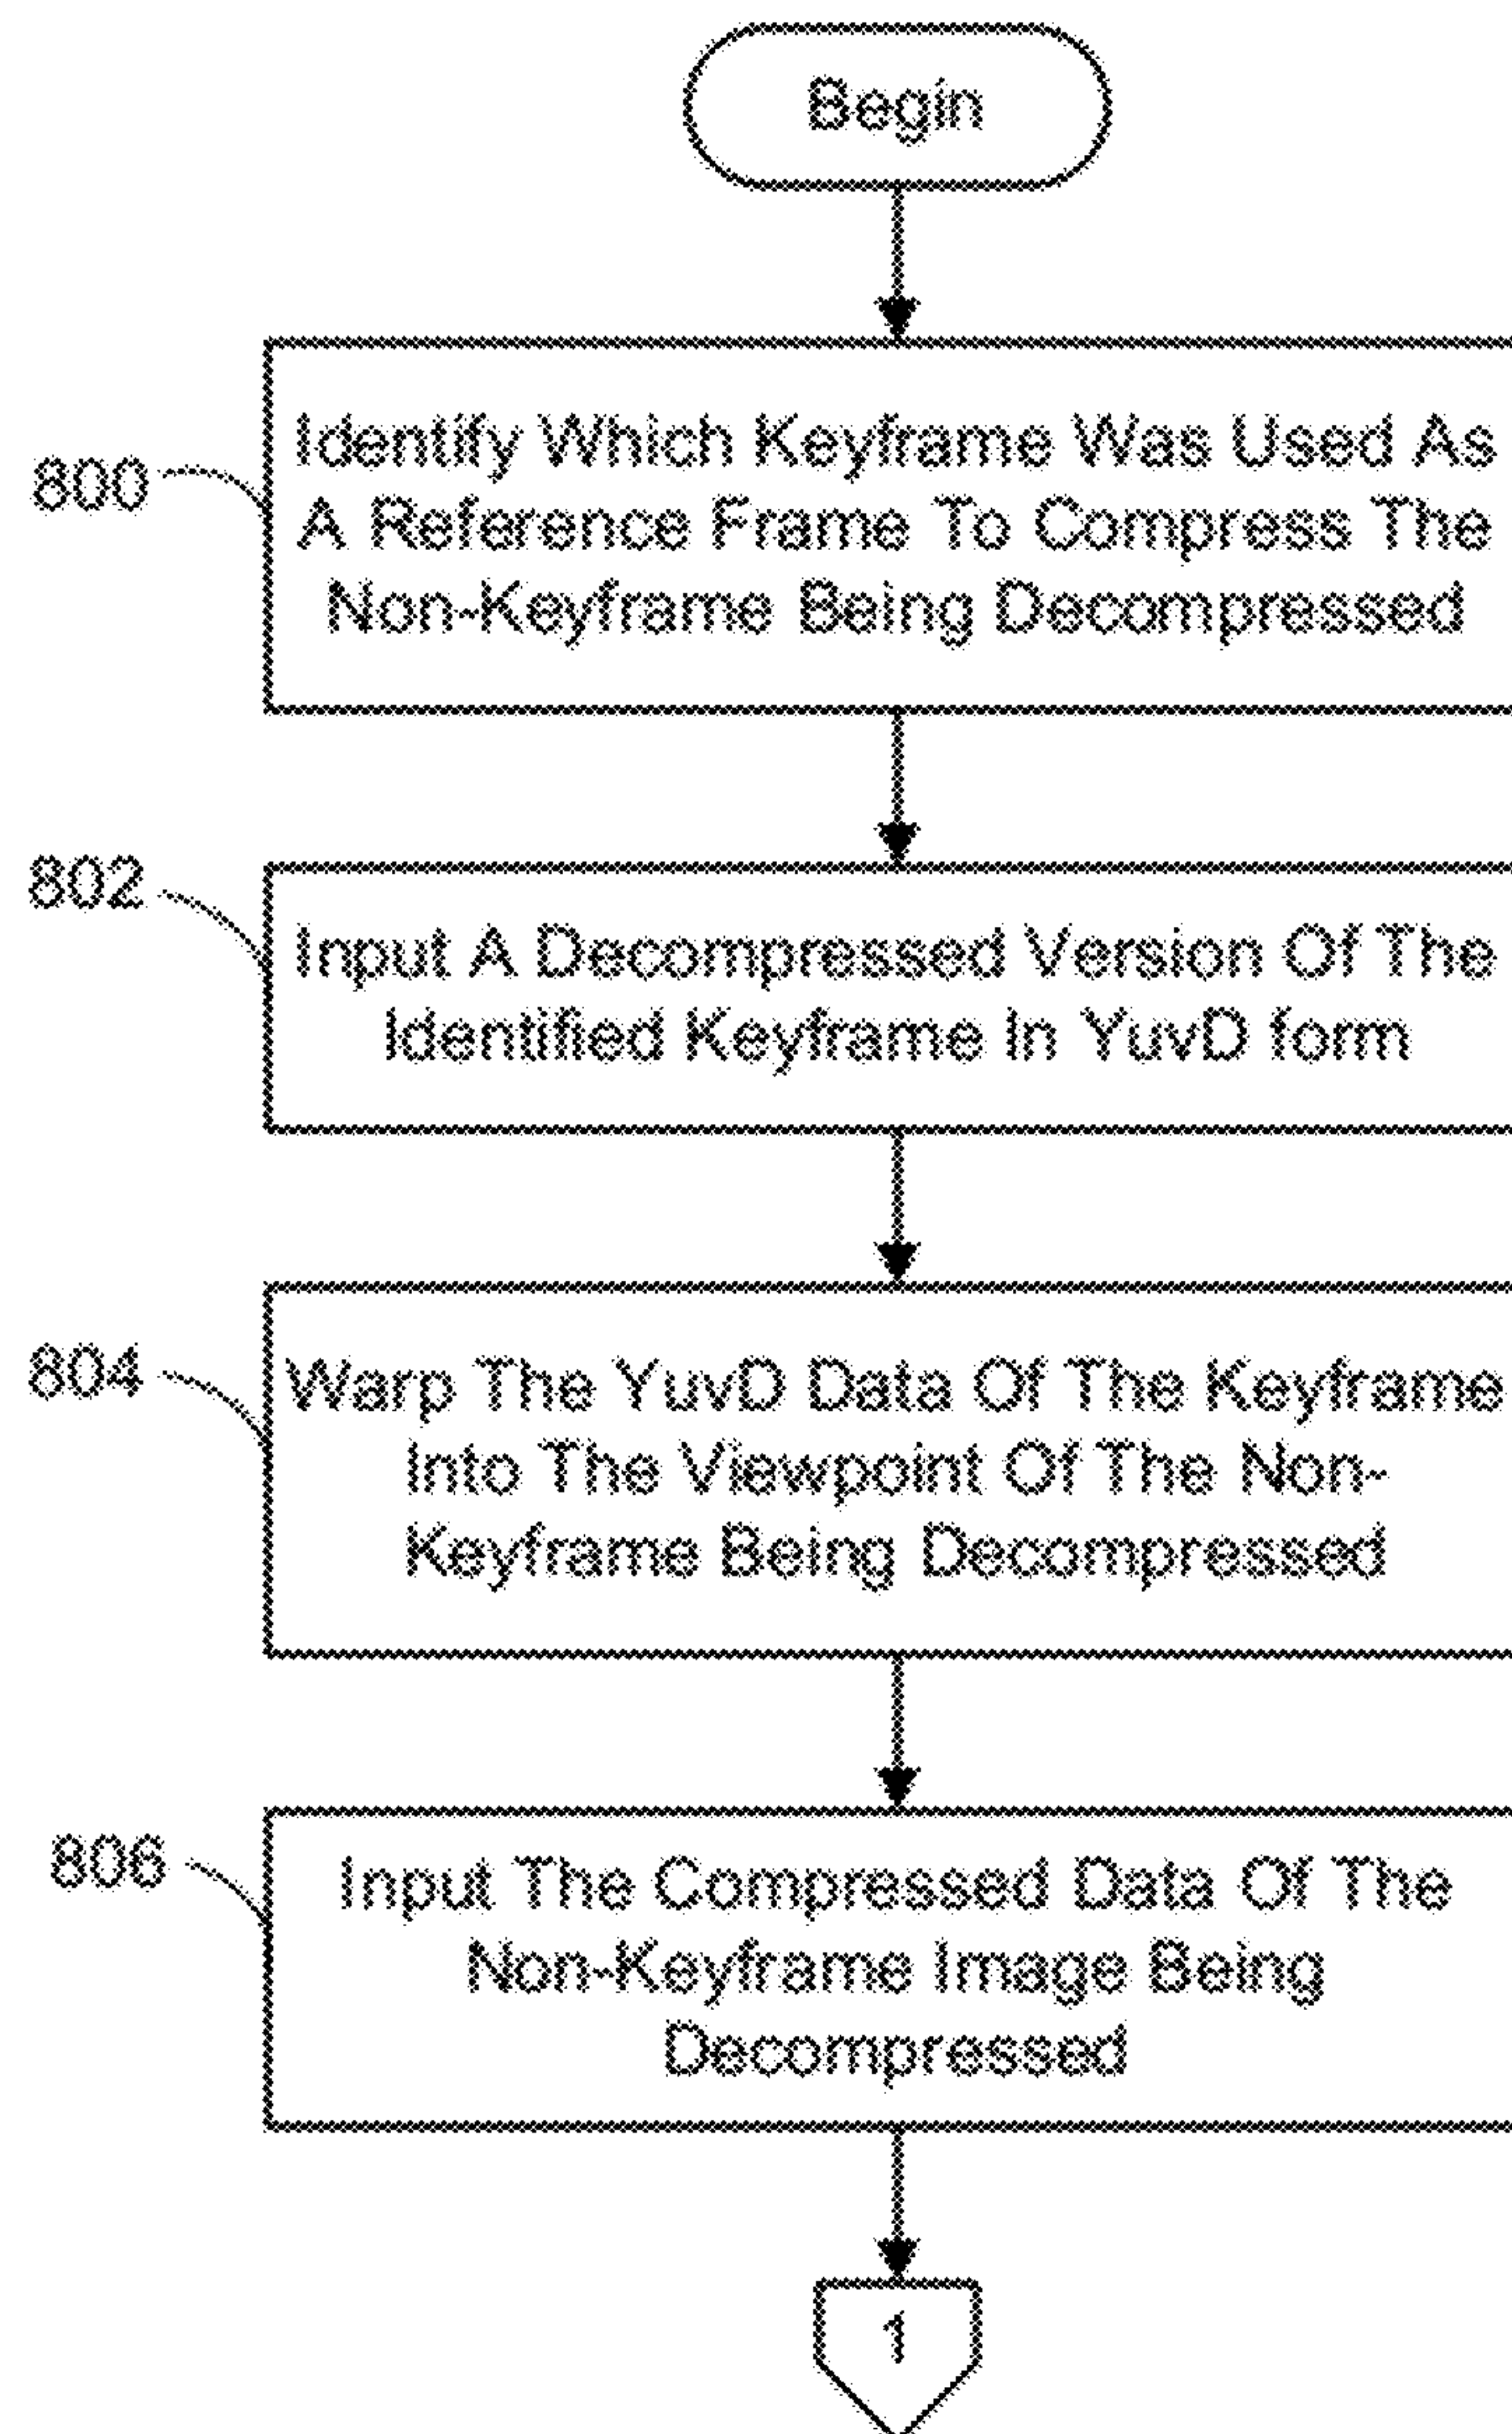 Begin
800
Identify Which Keyframe Was Used As
A Reference Frame To Compress The
Non-Keyframe Being Decompressed
802
Input A Decompressed Version Of The
Identified Keyframe In YuvD form
804
Warp The YuvD Data Of The Keyframe
Into The Viewpoint Of The Non-
Keyframe Being Decompressed
806
Input The Compressed Data Of The
Non-Keyframe Image Being
Decompressed
1